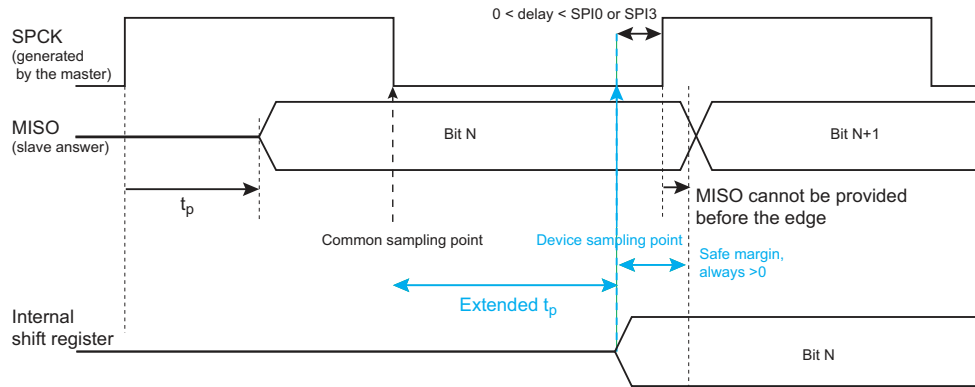 0 < delay < SPI0 or SPI3
SPCK
(generated
by the master)
MISO
(slave answer)
Bit N
Bit N+1
tp
MISO cannot be provided
before the edge
Common sampling point
Device sampling point
Safe margin,
always >0
Extended tp
Internal
shift register
Bit N